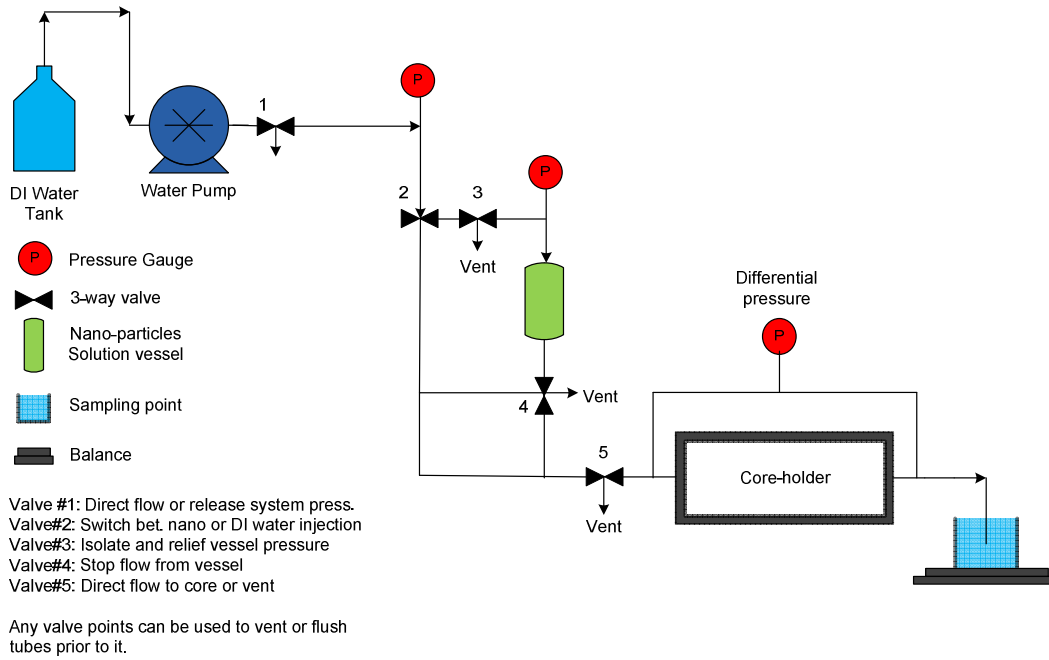 P
1
DI Water
Tank
Water Pump
P
2
3
Vent
P
Pressure Gauge
3-way valve
Nano-particles
Solution vessel
Sampling point
Balance
4
Vent
Differential
pressure
P
5
Core-holder
Vent
Valve #1: Direct flow or release system press.
Valve#2: Switch bet. nano or DI water injection
Valve#3: Isolate and relief vessel pressure
Valve#4: Stop flow from vessel
Valve#5: Direct flow to core or vent
Any valve points can be used to vent or flush
tubes prior to it.